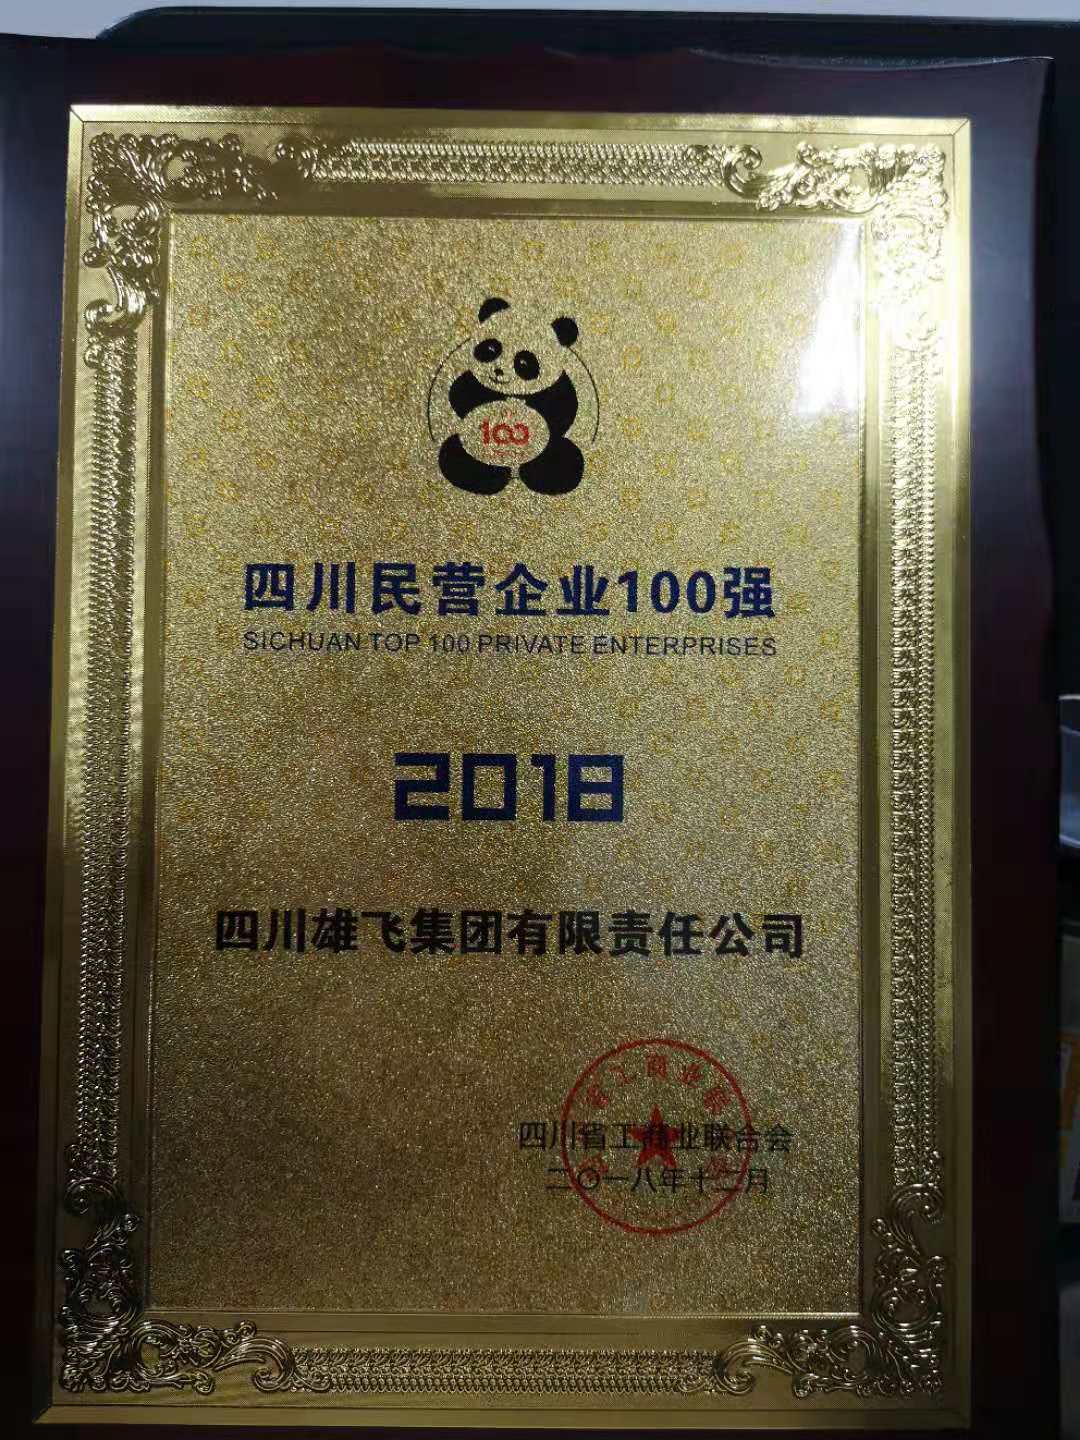 100
四川民营企业100强
SICHUAN TOP 100 PRIVATE ENTERPRISES
2018
四川雄飞集团有限责任公司
四川省工商业联合会
二〇一八年十二月